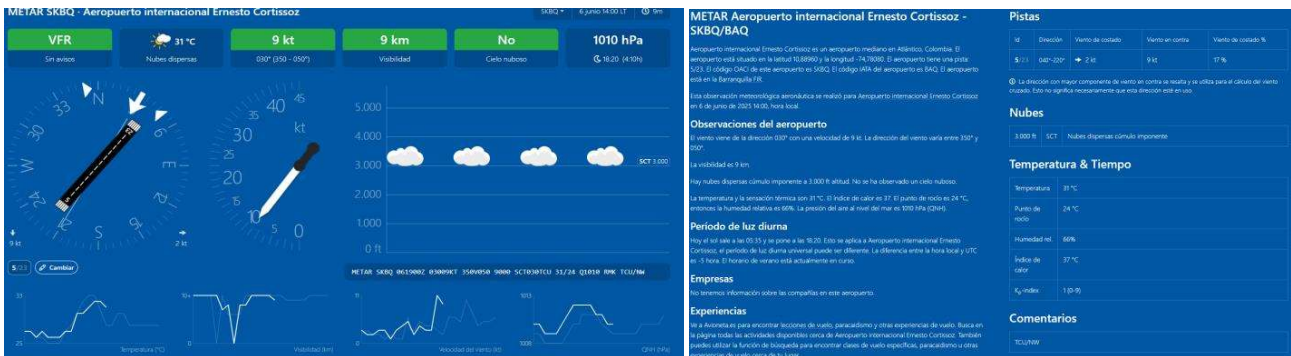 METAR SKBQ · Aeropuerto internacional Ernesto Cortissoz
SKBQ
6 junio 14:00 LT
9m
VFR
Sin avisos
31 °C
Nubes dispersas
9 kt
030° (350 - 050°)
9 km
Visibilidad
No
Cielo nuboso
1010 hPa
18:20 (4:10h)
N
33
30
W
24
21
S
E
6
5
23
9 kt
2 kt
45
40
35
kt
30
25
20
15
10
5
0
5.000
4.000
3.000
2.000
1.000
0 ft
SCT 3.000
5/23
Cambiar
METAR SKBQ 061900Z 03009KT 350V050 9000 SCT030TCU 31/24 Q1010 RMK TCU/NW
33
25
Temperatura (°C)
10+
0
Visibilidad (km)
11
0
Velocidad del viento (kt)
1013
1008
QNH (hPa)
METAR Aeropuerto internacional Ernesto Cortissoz -
SKBQ/BAQ
Aeropuerto internacional Ernesto Cortissoz es un aeropuerto mediano en Atlántico, Colombia. El
aeropuerto está situado en la latitud 10,88960 y la longitud -74,78080. El aeropuerto tiene una pista:
5/23. El código OACI de este aeropuerto es SKBQ. El código IATA del aeropuerto es BAQ. El aeropuerto
está en la Barranquilla FIR.
Esta observación meteorológica aeronáutica se realizó para Aeropuerto internacional Ernesto Cortissoz
en 6 de junio de 2025 14:00, hora local.
Observaciones del aeropuerto
El viento viene de la dirección 030° con una velocidad de 9 kt. La dirección del viento varía entre 350° y
050°.
La visibilidad es 9 km.
Hay nubes dispersas cúmulo imponente a 3.000 ft altitud. No se ha observado un cielo nuboso.
La temperatura y la sensación térmica son 31 °C. El índice de calor es 37. El punto de rocío es 24 °C,
entonces la humedad relativa es 66%. La presión del aire al nivel del mar es 1010 hPa (QNH).
Período de luz diurna
Hoy el sol sale a las 05:35 y se pone a las 18:20. Esto se aplica a Aeropuerto internacional Ernesto
Cortissoz, el período de luz diurna universal puede ser diferente. La diferencia entre la hora local y UTC
es -5 hora. El horario de verano está actualmente en curso.
Empresas
No tenemos información sobre las compañías en este aeropuerto.
Experiencias
Ve a Avioneta.es para encontrar lecciones de vuelo, paracaidismo y otras experiencias de vuelo. Busca en
la página todas las actividades disponibles cerca de Aeropuerto internacional Ernesto Cortissoz. También
puedes utilizar la función de búsqueda para encontrar clases de vuelo específicas, paracaidismo u otras
experiencias de vuelo cerca de tu lugar.
Pistas
Id Dirección Viento de costado Viento en contra Viento de costado %
5/23 040°-220° 2 kt 9 kt 17 %
La dirección con mayor componente de viento en contra se resalta y se utiliza para el cálculo del viento
cruzado. Esto no significa necesariamente que esta dirección esté en uso.
Nubes
3.000 ft SCT Nubes dispersas cúmulo imponente
Temperatura & Tiempo
Temperatura 31 °C
Punto de 24 °C
rocío
Humedad rel. 66%
Índice de 37 °C
calor
Kp-index 1 (0-9)
Comentarios
TCU/NW